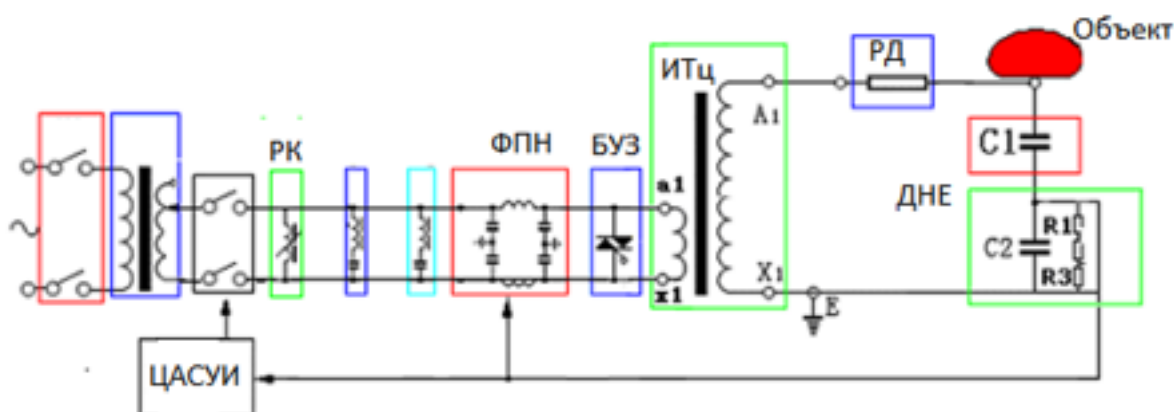 Объект
РД
ИТц
A1
C1
ФПН
БУЗ
РК
a1
ДНЕ
R1
C2
R3
x1
X1
E
ЦАСУИ